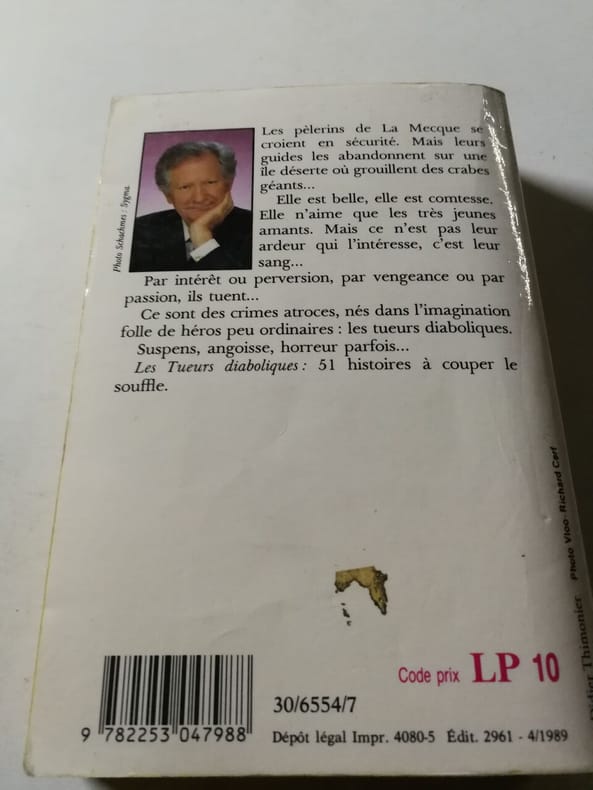 Les pèlerins de La Mecque se
croient en sécurité. Mais leurs
guides les abandonnent sur une
île déserte où grouillent des crabes
géants...
Elle est belle, elle est comtesse.
Elle n'aime que les très jeunes
amants. Mais ce n'est pas leur
ardeur qui l'intéresse, c'est leur
sang...
Photo Schachmes : Sygma.
Par intérêt ou perversion, par vengeance ou par
passion, ils tuent...
Ce sont des crimes atroces, nés dans l'imagination
folle de héros peu ordinaires : les tueurs diaboliques.
Suspens, angoisse, horreur parfois...
Les Tueurs diaboliques : 51 histoires à couper le
souffle.
Didier Thimonier Photo Vloo-Richard Cerf
Code prix LP 10
30/6554/7
9 782253 047988
Dépôt légal Impr. 4080-5 Édit. 2961 - 4/1989